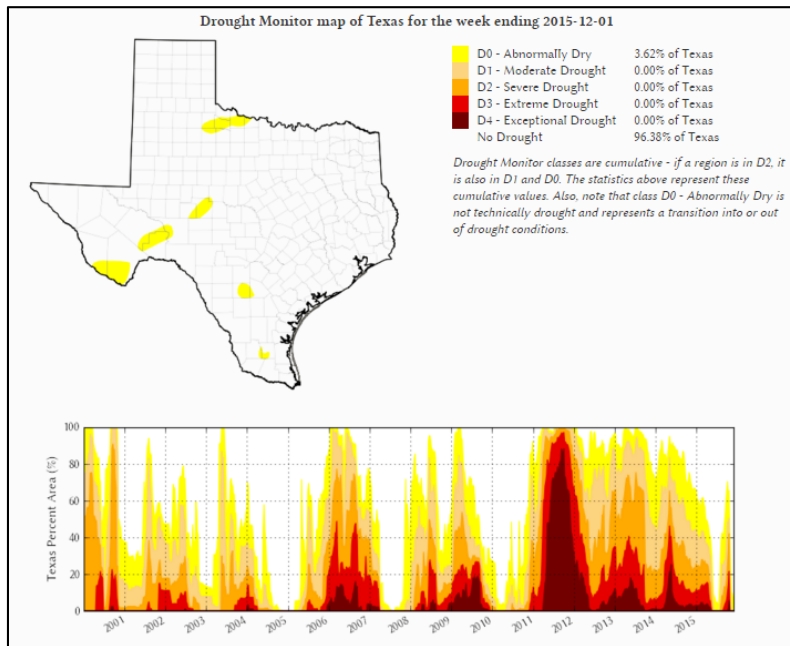 Drought Monitor map of Texas for the week ending 2015-12-01
D0 - Abnormally Dry 3.62% of Texas
D1 - Moderate Drought 0.00% of Texas
D2 - Severe Drought 0.00% of Texas
D3 - Extreme Drought 0.00% of Texas
D4 - Exceptional Drought 0.00% of Texas
No Drought 96.38% of Texas
Drought Monitor classes are cumulative - if a region is in D2, it
is also in D1 and D0. The statistics above represent these
cumulative values. Also, note that class D0 - Abnormally Dry is
not technically drought and represents a transition into or out
of drought conditions.
Texas Percent Area (%)
100
80
60
40
20
0
2001 2002 2003 2004 2005 2006 2007 2008 2009 2010 2011 2012 2013 2014 2015